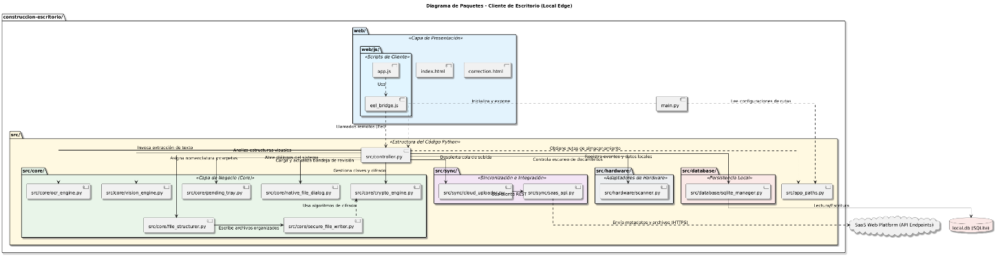 Diagrama de Paquetes - Cliente de Escritorio (Local Edge)
construccion-escritorio/
web/
«Capa de Presentación»
web/js/
«Scripts de Cliente»
app.js
index.html
correction.html
Usa
eel_bridge.js
Inicializa y expone
main.py
Lee configuraciones de rutas
Llamados remotos (Eel)
src/
«Estructura del Código Python»
Invoca extracción de texto
Analiza estructuras visuales
Obtiene rutas de almacenamiento
src/controller.py
Asigna nomenclatura y carpetas
Abre diálogos del sistema
Carga y actualiza bandeja de revisión
Despierta cola de subida
Controla escaneo de documentos
Registra eventos y datos locales
Gestiona claves y cifrado
src/core/
«Capa de Negocio (Core)»
src/sync/
«Sincronización e Integración»
src/hardware/
«Adaptadores de Hardware»
src/database/
«Persistencia Local»
src/core/ocr_engine.py
src/core/vision_engine.py
src/core/pending_tray.py
src/core/native_file_dialog.py
src/core/crypto_engine.py
src/sync/cloud_uploader.py
Usa cliente REST
src/sync/saas_api.py
src/hardware/scanner.py
src/database/sqlite_manager.py
src/app_paths.py
Usa algoritmos de cifrado
Lectura/Escritura
src/core/file_structurer.py
Escribe archivos organizados
src/core/secure_file_writer.py
Envía metadatos y archivos (HTTPS)
SaaS Web Platform (API Endpoints)
local.db (SQLite)